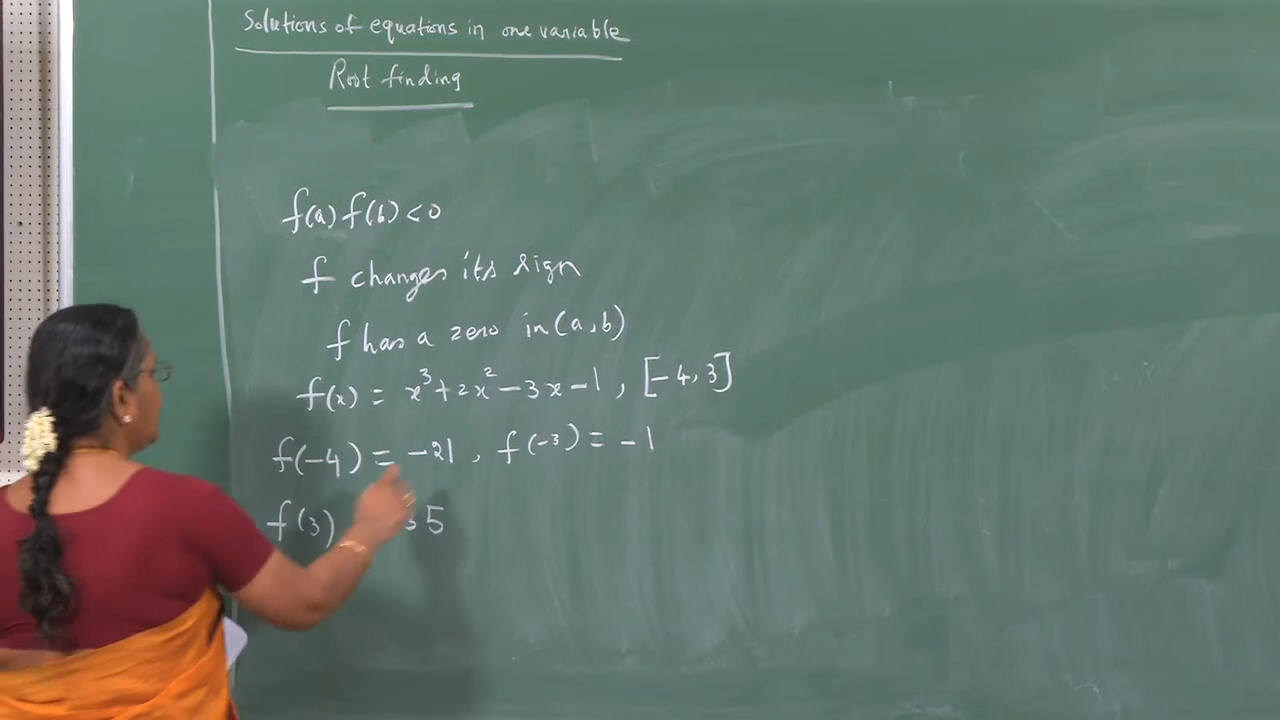 Solutions of equations in one variable
Root finding
f(a) f(b) < 0
f changes its sign
f has a zero in (a, b)
f(x) = x³ + 2x² − 3x − 1 , [−4, 3]
f(−4) = −21 , f(−3) = −1
f(3) 5